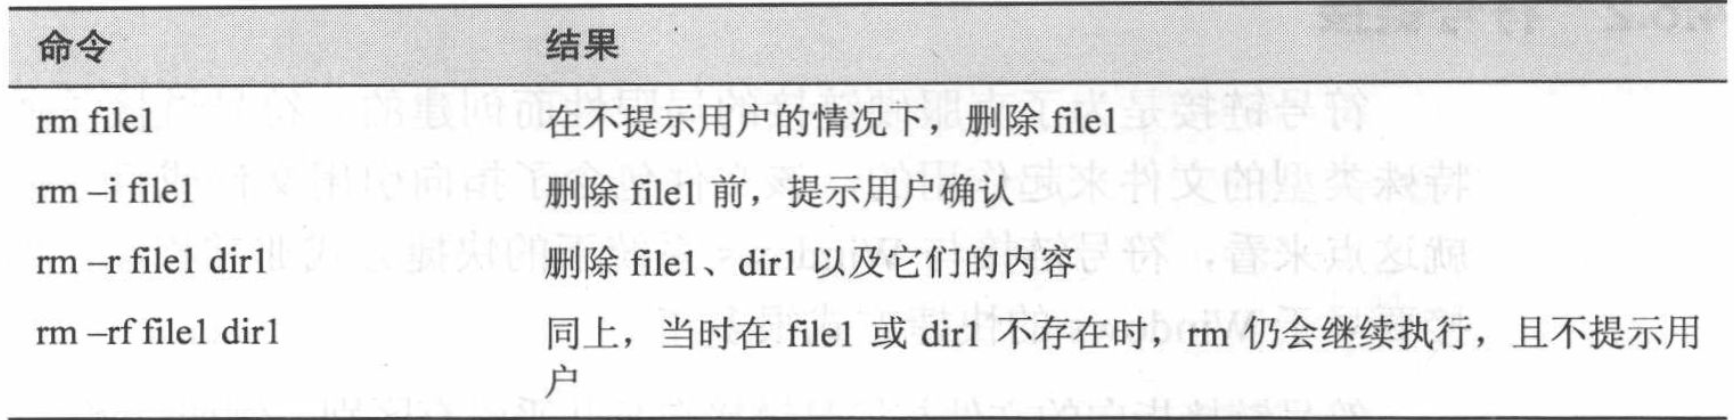 命令 结果
rm file1 在不提示用户的情况下，删除 file1
rm –i file1 删除 file1 前，提示用户确认
rm –r file1 dir1 删除 file1、dir1 以及它们的内容
rm –rf file1 dir1 同上，当时在 file1 或 dir1 不存在时，rm 仍会继续执行，且不提示用
户